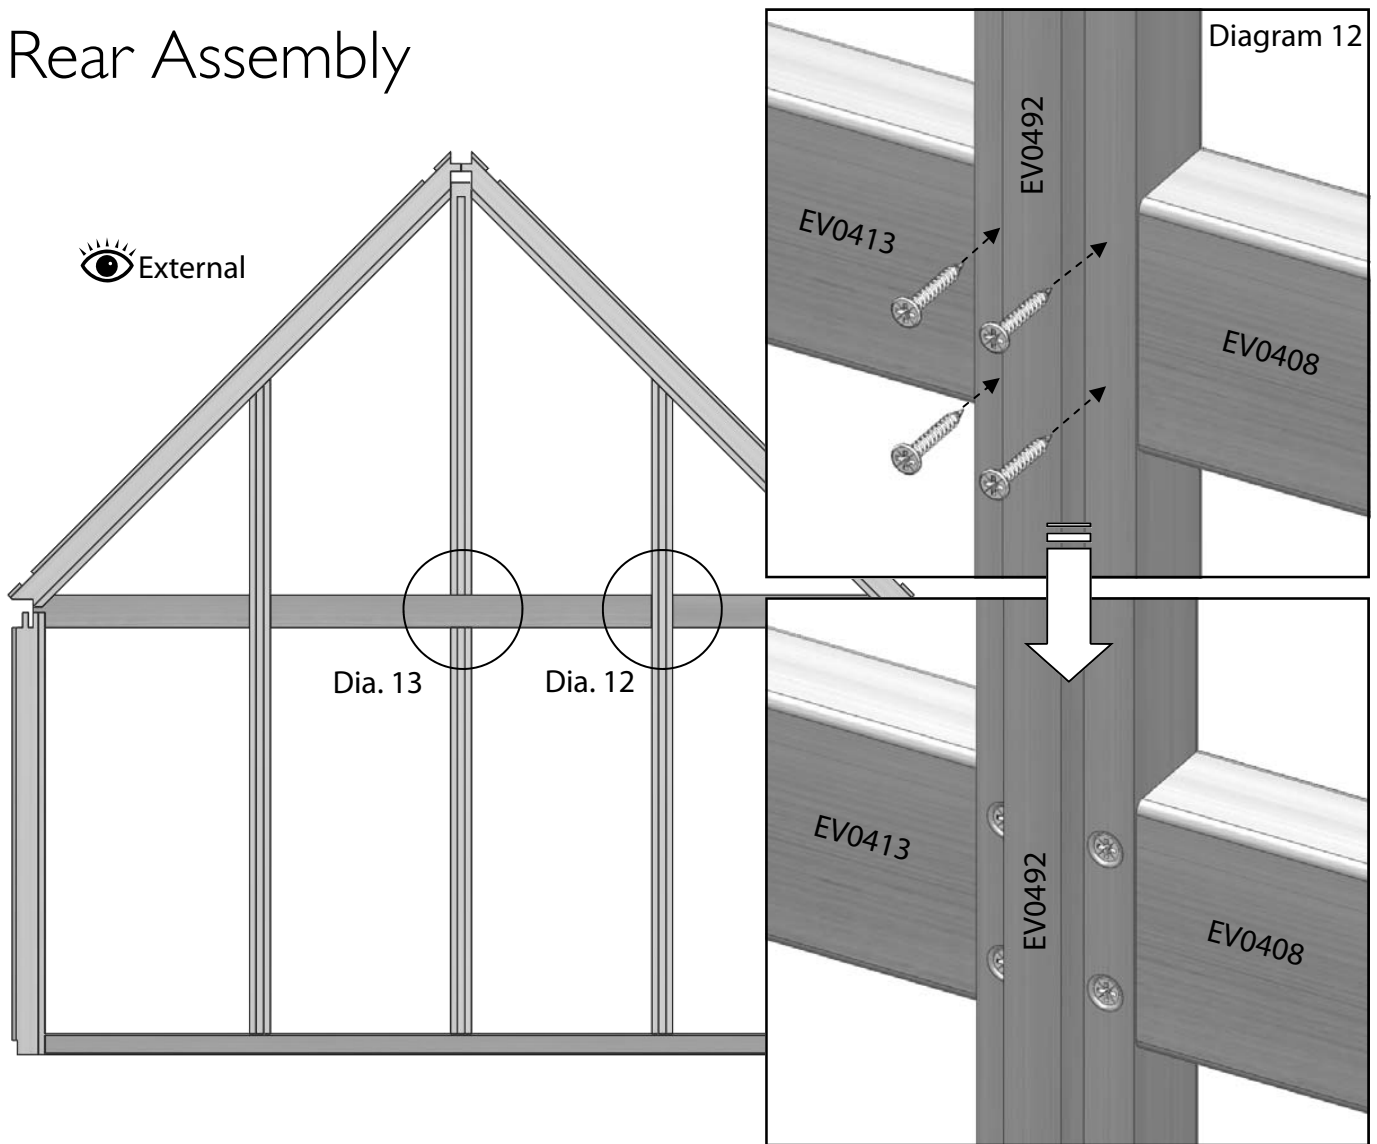 Rear Assembly
External
Dia. 13
Dia. 12
Diagram 12
EV0492
EV0413
EV0408
EV0413
EV0492
EV0408